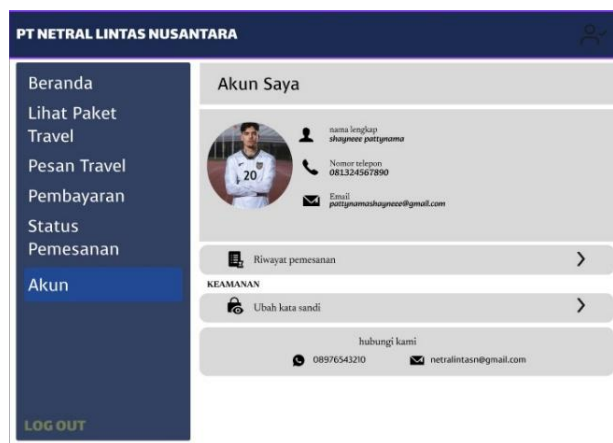 PT NETRAL LINTAS NUSANTARA
Beranda
Lihat Paket
Travel
Pesan Travel
Pembayaran
Status
Pemesanan
Akun
LOG OUT
Akun Saya
20
nama lengkap
shayneee pattynama
Nomor telepon
081324567890
Email
pattynamashayneee@gmail.com
Riwayat pemesanan
KEAMANAN
Ubah kata sandi
hubungi kami
08976543210
netralintasn@gmail.com